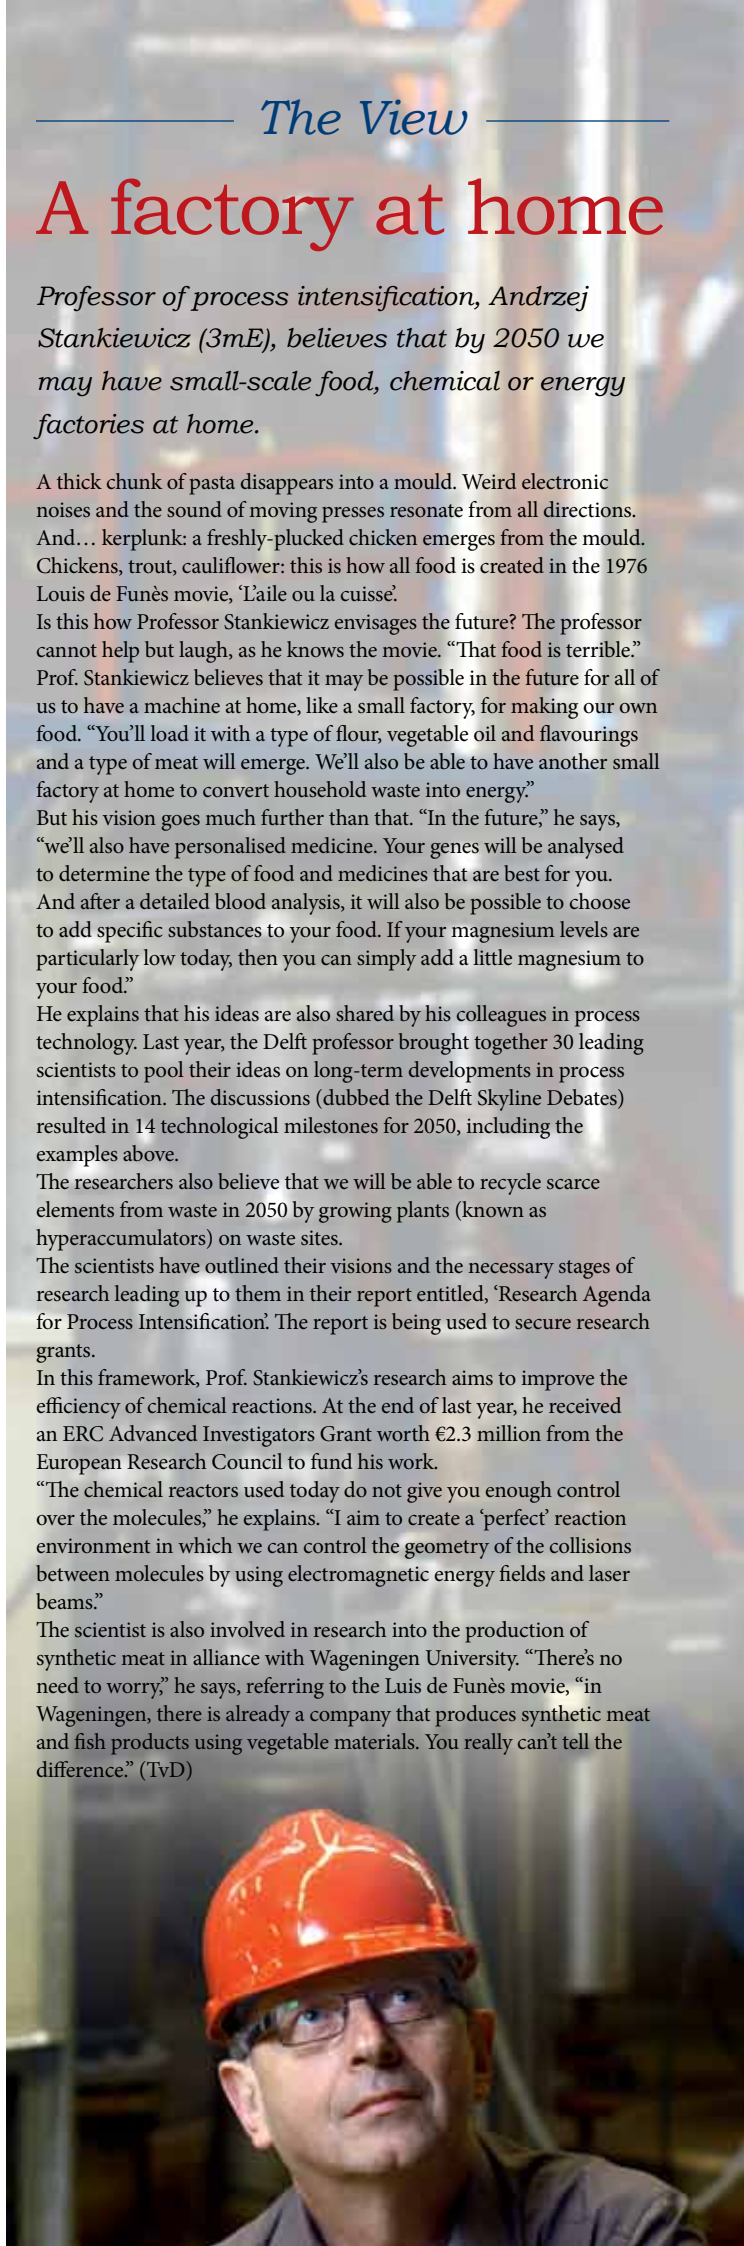 The View
A factory at home
Professor of process intensification, Andrzej
Stankiewicz (3mE), believes that by 2050 we
may have small-scale food, chemical or energy
factories at home.
A thick chunk of pasta disappears into a mould. Weird electronic
noises and the sound of moving presses resonate from all directions.
And… kerplunk: a freshly-plucked chicken emerges from the mould.
Chickens, trout, cauliflower: this is how all food is created in the 1976
Louis de Funès movie, ‘L’aile ou la cuisse’.
Is this how Professor Stankiewicz envisages the future? The professor
cannot help but laugh, as he knows the movie. “That food is terrible.”
Prof. Stankiewicz believes that it may be possible in the future for all of
us to have a machine at home, like a small factory, for making our own
food. “You’ll load it with a type of flour, vegetable oil and flavourings
and a type of meat will emerge. We’ll also be able to have another small
factory at home to convert household waste into energy.”
But his vision goes much further than that. “In the future,” he says,
“we’ll also have personalised medicine. Your genes will be analysed
to determine the type of food and medicines that are best for you.
And after a detailed blood analysis, it will also be possible to choose
to add specific substances to your food. If your magnesium levels are
particularly low today, then you can simply add a little magnesium to
your food.”
He explains that his ideas are also shared by his colleagues in process
technology. Last year, the Delft professor brought together 30 leading
scientists to pool their ideas on long-term developments in process
intensification. The discussions (dubbed the Delft Skyline Debates)
resulted in 14 technological milestones for 2050, including the
examples above.
The researchers also believe that we will be able to recycle scarce
elements from waste in 2050 by growing plants (known as
hyperaccumulators) on waste sites.
The scientists have outlined their visions and the necessary stages of
research leading up to them in their report entitled, ‘Research Agenda
for Process Intensification’. The report is being used to secure research
grants.
In this framework, Prof. Stankiewicz’s research aims to improve the
efficiency of chemical reactions. At the end of last year, he received
an ERC Advanced Investigators Grant worth €2.3 million from the
European Research Council to fund his work.
“The chemical reactors used today do not give you enough control
over the molecules,” he explains. “I aim to create a ‘perfect’ reaction
environment in which we can control the geometry of the collisions
between molecules by using electromagnetic energy fields and laser
beams.”
The scientist is also involved in research into the production of
synthetic meat in alliance with Wageningen University. “There’s no
need to worry,” he says, referring to the Luis de Funès movie, “in
Wageningen, there is already a company that produces synthetic meat
and fish products using vegetable materials. You really can’t tell the
difference.” (TvD)